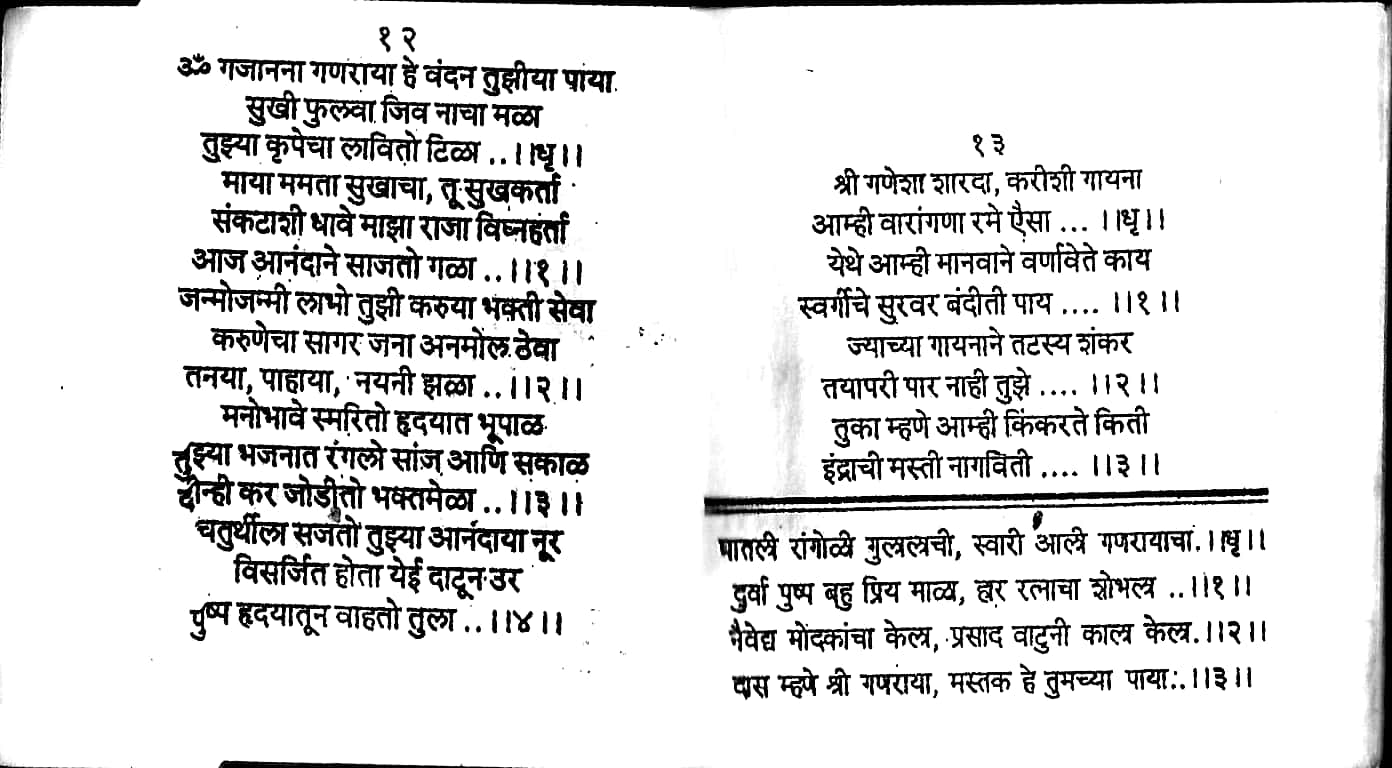 १२
ॐ गजानना गणराया हे वंदन तुझीया पाया
सुखी फुलवा जिव नाचा मळा
तुझ्या कृपेचा लावितो टिळा ..।।धृ।।
माया ममता सुखाचा, तू सुखकर्ता
संकटाशी धावे माझा राजा विघ्नहर्ता
आज आनंदाने साजतो गळा ..।।१।।
जन्मोजन्मी लाभो तुझी करुया भक्ती सेवा
करुणेचा सागर जना अनमोल ठेवा
तनया, पाहाया, नयनी झळा ..।।२।।
मनोभावे स्मरितो हृदयात भूपाळ
तुझ्या भजनात रंगलो सांज आणि सकाळ
दोन्ही कर जोडीतो भक्तमेळा ..।।३।।
चतुर्थीला सजतो तुझ्या आनंदाया नूर
विसर्जित होता येई दाटून उर
पुष्प हृदयातून वाहतो तुला ..।।४।।
१३
श्री गणेशा शारदा, करीशी गायना
आम्ही वारांगणा रमे ऐसा ... ।।धृ।।
येथे आम्ही मानवाने वर्णावेते काय
स्वर्गीचे सुरवर बंदीती पाय .... ।।१।।
ज्याच्या गायनाने तटस्य शंकर
तयापरी पार नाही तुझे .... ।।२।।
तुका म्हणे आम्ही किंकरते किती
इंद्राची मस्ती नागविती .... ।।३।।
घातली रांगोळी गुलालची, स्वारी आली गणरायाचा.।।धृ।।
दुर्वा पुष्प बहु प्रिय माळा, हार रत्नाचा शोभला ..।।१।।
नैवेद्य मोदकांचा केला, प्रसाद वाटुनी काला केला.।।२।।
दास म्हणे श्री गणराया, मस्तक हे तुमच्या पाया..।।३।।